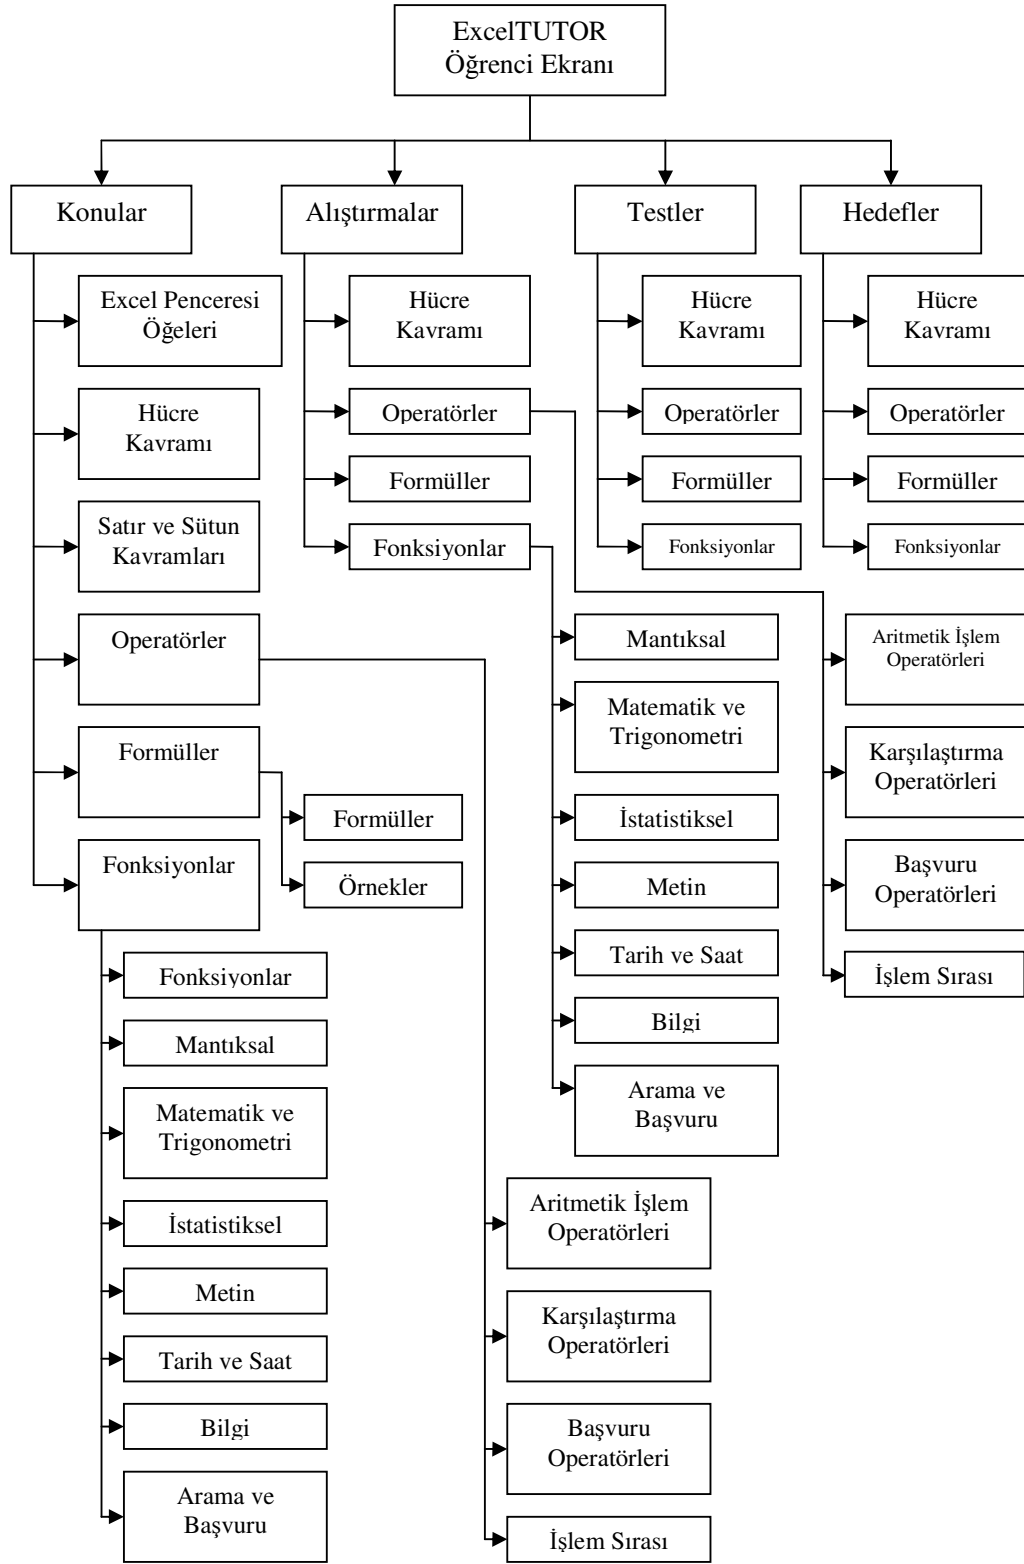 ExcelTUTOR
Öğrenci Ekranı
Konular
Alıştırmalar
Testler
Hedefler
Excel Penceresi
Öğeleri
Hücre
Kavramı
Satır ve Sütun
Kavramları
Operatörler
Formüller
Formüller
Örnekler
Fonksiyonlar
Fonksiyonlar
Mantıksal
Matematik ve
Trigonometri
İstatistiksel
Metin
Tarih ve Saat
Bilgi
Arama ve
Başvuru
Aritmetik İşlem
Operatörleri
Karşılaştırma
Operatörleri
Başvuru
Operatörleri
İşlem Sırası
Hücre
Kavramı
Operatörler
Formüller
Fonksiyonlar
Mantıksal
Matematik ve
Trigonometri
İstatistiksel
Metin
Tarih ve Saat
Bilgi
Arama ve
Başvuru
Hücre
Kavramı
Operatörler
Formüller
Fonksiyonlar
Hücre
Kavramı
Operatörler
Formüller
Fonksiyonlar
Aritmetik İşlem
Operatörleri
Karşılaştırma
Operatörleri
Başvuru
Operatörleri
İşlem Sırası